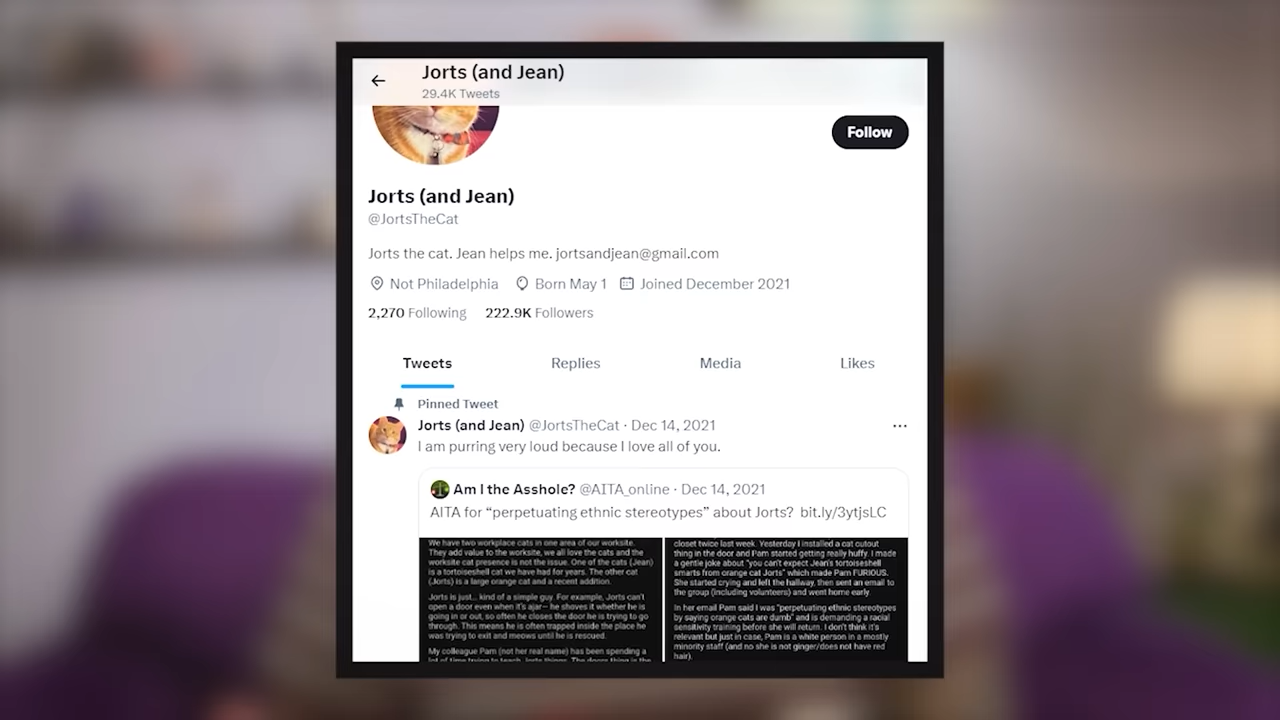 Jorts (and Jean)
29.4K Tweets
Follow
Jorts (and Jean)
@JortsTheCat
Jorts the cat. Jean helps me. jortsandjean@gmail.com
Not Philadelphia Born May 1 Joined December 2021
2,270 Following 222.9K Followers
Tweets Replies Media Likes
Pinned Tweet
Jorts (and Jean) @JortsTheCat · Dec 14, 2021 ...
I am purring very loud because I love all of you.
Am I the Asshole? @AITA_online · Dec 14, 2021
AITA for “perpetuating ethnic stereotypes” about Jorts? bit.ly/3ytjsLC
We have two workplace cats in one area of our worksite.
They add value to the worksite, we all love the cats and the
worksite cat presence is not the issue. One of the cats (Jean)
is a tortoiseshell cat we have had for years. The other cat
(Jorts) is a large orange cat and a recent addition.
Jorts is just... kind of a simple guy. For example, Jorts can't
open a door even when it's ajar— he shoves it whether he is
going in or out, so often he closes the door he is trying to go
through. This means he is often trapped inside the place he
was trying to exit and meows until he is rescued.
My colleague Pam (not her real name) has been spending a
lot of time trying to teach Jorts things. The doors thing is the
closet twice last week. Yesterday I installed a cat cutout
thing in the door and Pam started getting really huffy. I made
a gentle joke about "you can't expect Jean's tortoiseshell
smarts from orange cat Jorts" which made Pam FURIOUS.
She started crying and left the hallway, then sent an email to
the group (including volunteers) and went home early.
In her email Pam said I was "perpetuating ethnic stereotypes
by saying orange cats are dumb" and is demanding a racial
sensitivity training before she will return. I don't think it's
relevant but just in case, Pam is a white person in a mostly
minority staff (and no she is not ginger/does not have red
hair).